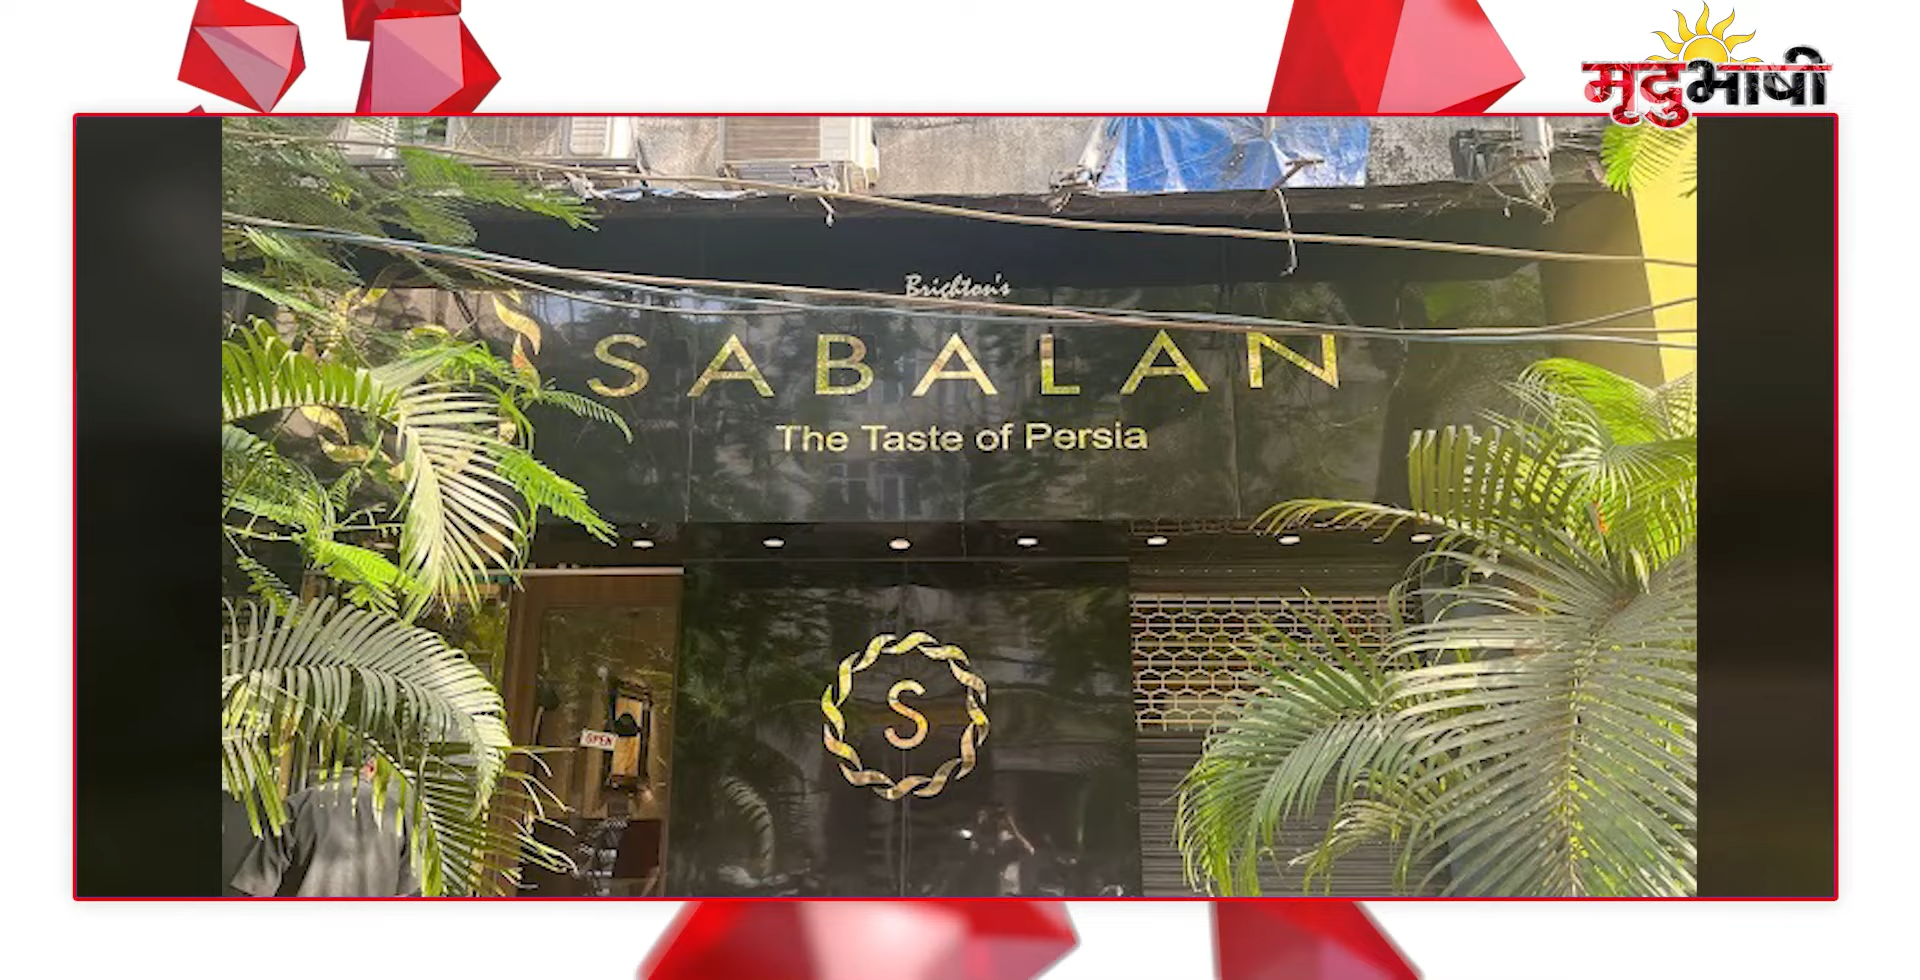 मृदुभाषी
Brighton's
SABALAN
The Taste of Persia
S
OPEN